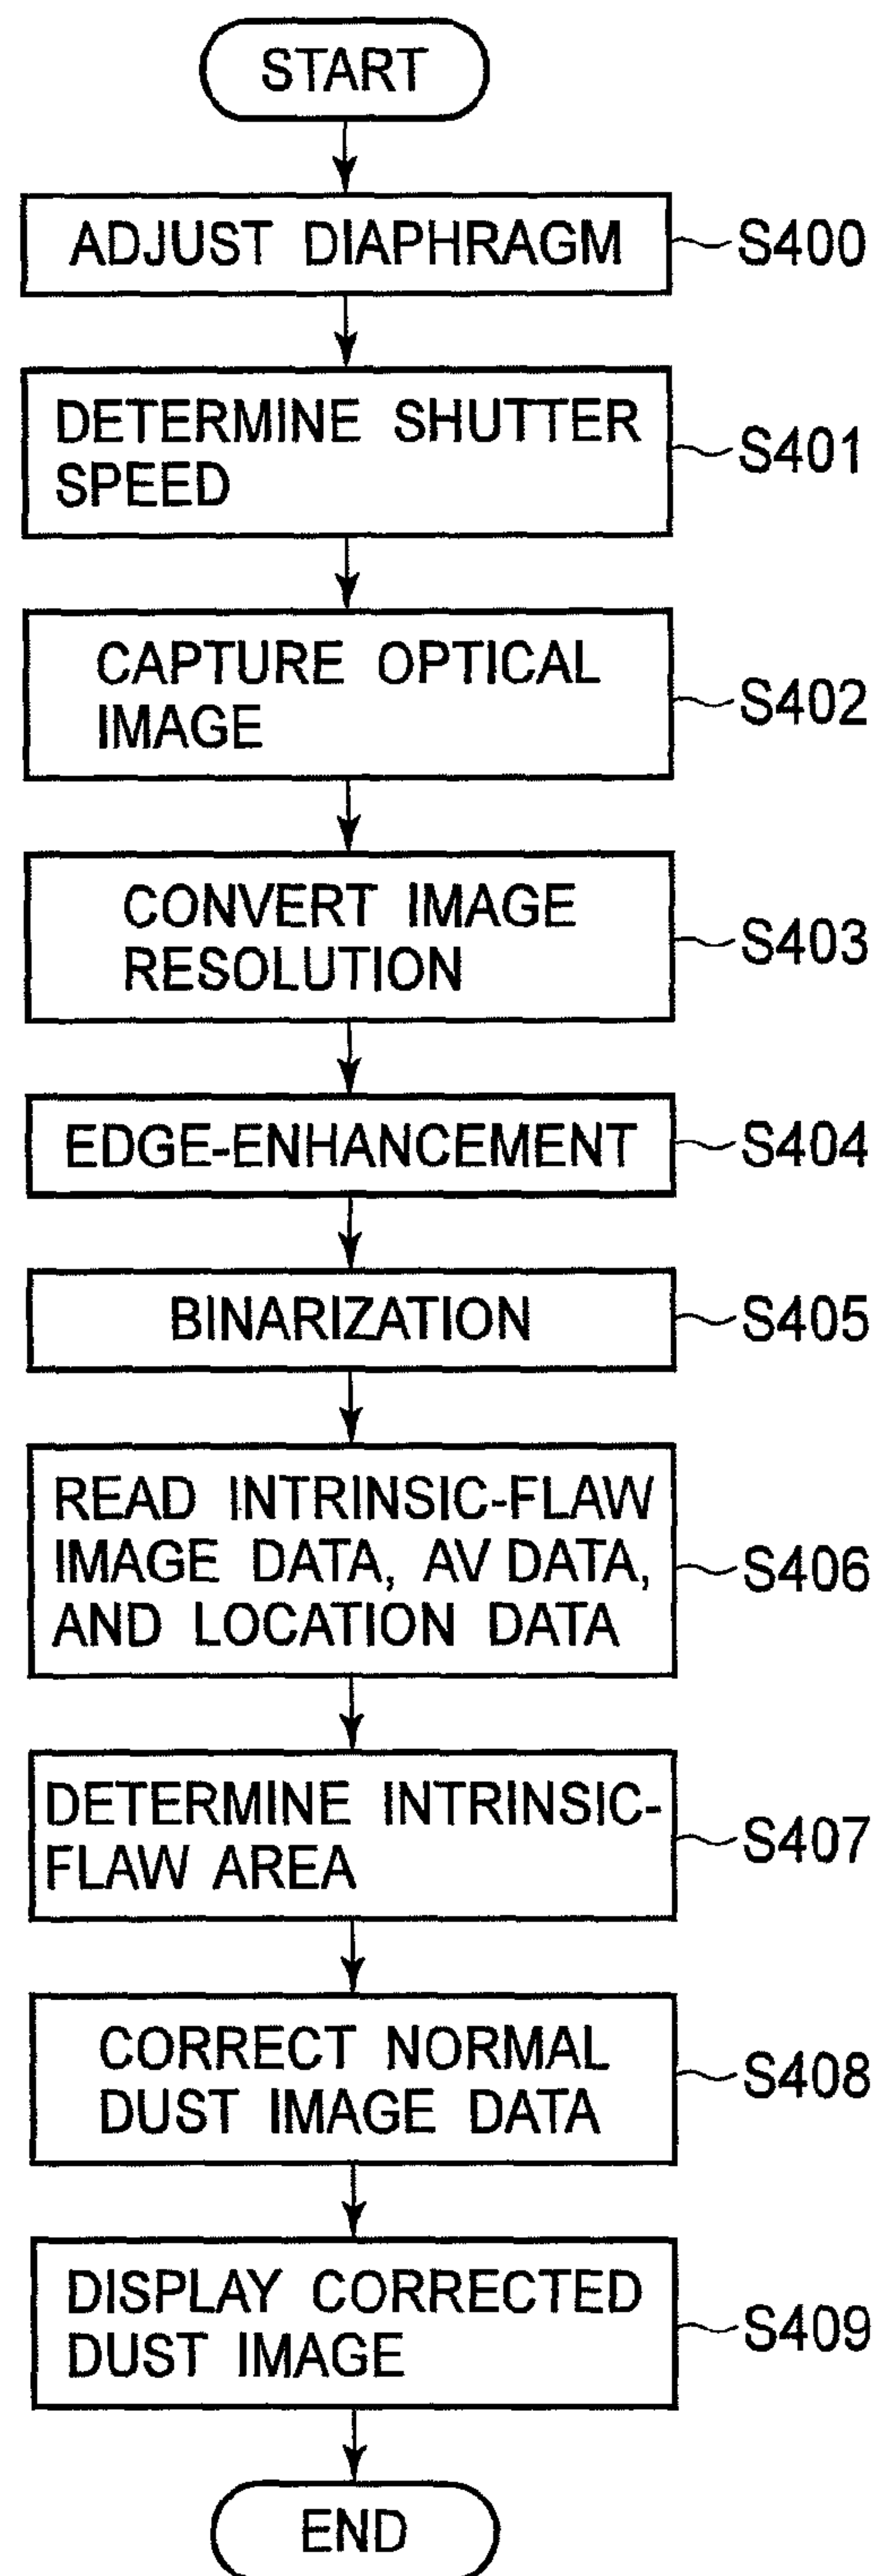 START
ADJUST DIAPHRAGM
S400
DETERMINE SHUTTER
SPEED
S401
CAPTURE OPTICAL
IMAGE
S402
CONVERT IMAGE
RESOLUTION
S403
EDGE-ENHANCEMENT
S404
BINARIZATION
S405
READ INTRINSIC-FLAW
IMAGE DATA, AV DATA,
AND LOCATION DATA
S406
DETERMINE INTRINSIC-
FLAW AREA
S407
CORRECT NORMAL
DUST IMAGE DATA
S408
DISPLAY CORRECTED
DUST IMAGE
S409
END